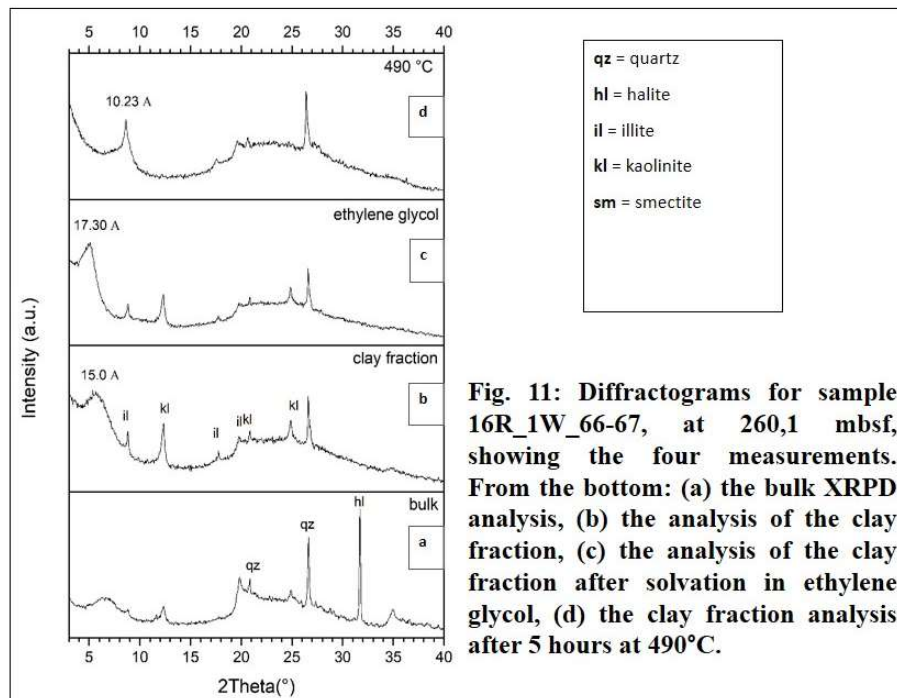 5 10 15 20 25 30 35 40
490 °C
10.23 A
d
ethylene glycol
17.30 A
c
clay fraction
15.0 A
b
il
kl
il
il kl
kl
bulk
hl
a
qz
qz
5 10 15 20 25 30 35 40
2Theta(°)
Intensity (a.u.)
qz = quartz
hl = halite
il = illite
kl = kaolinite
sm = smectite
Fig. 11: Diffractograms for sample
16R_1W_66-67, at 260,1 mbsf,
showing the four measurements.
From the bottom: (a) the bulk XRPD
analysis, (b) the analysis of the clay
fraction, (c) the analysis of the clay
fraction after solvation in ethylene
glycol, (d) the clay fraction analysis
after 5 hours at 490°C.